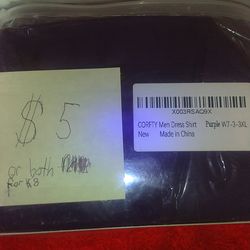 $ 5
or both
for $8
X003RSAQ9X
CORFTY Men Dress Shirt Purple W7-3-3XL
New Made in China